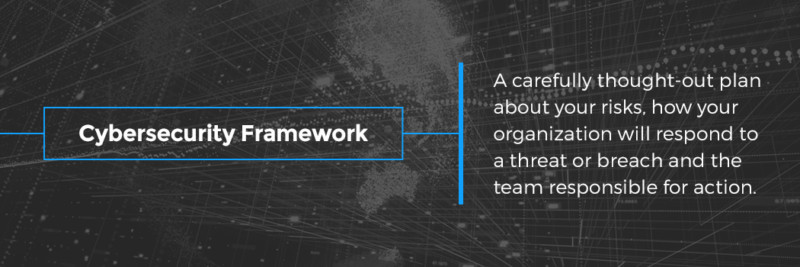 Cybersecurity Framework
A carefully thought-out plan
about your risks, how your
organization will respond to
a threat or breach and the
team responsible for action.